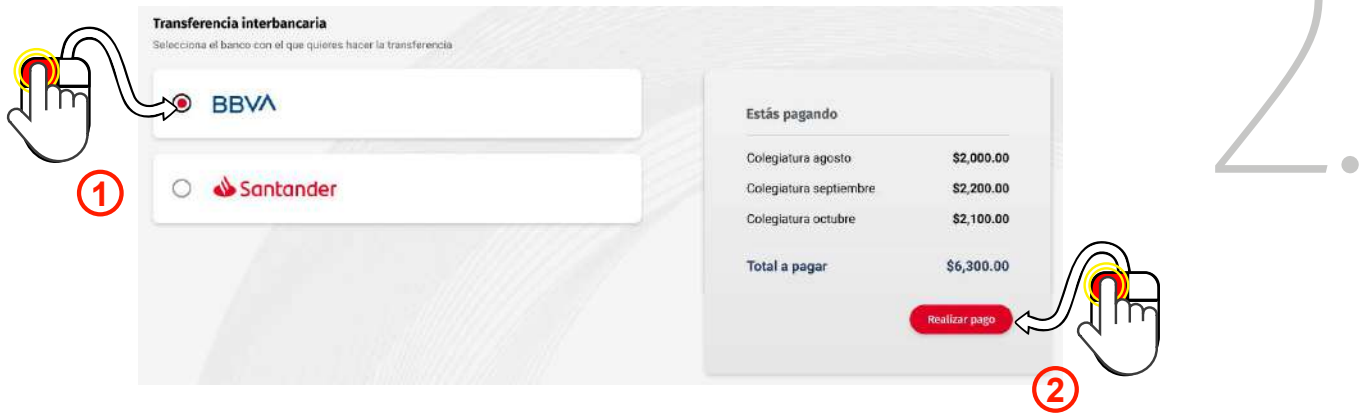 Transferencia interbancaria
Selecciona el banco con el que quieres hacer la transferencia
BBVA
Santander
1
Estás pagando
Colegiatura agosto $2,000.00
Colegiatura septiembre $2,200.00
Colegiatura octubre $2,100.00
Total a pagar $6,300.00
Realizar pago
2
2.